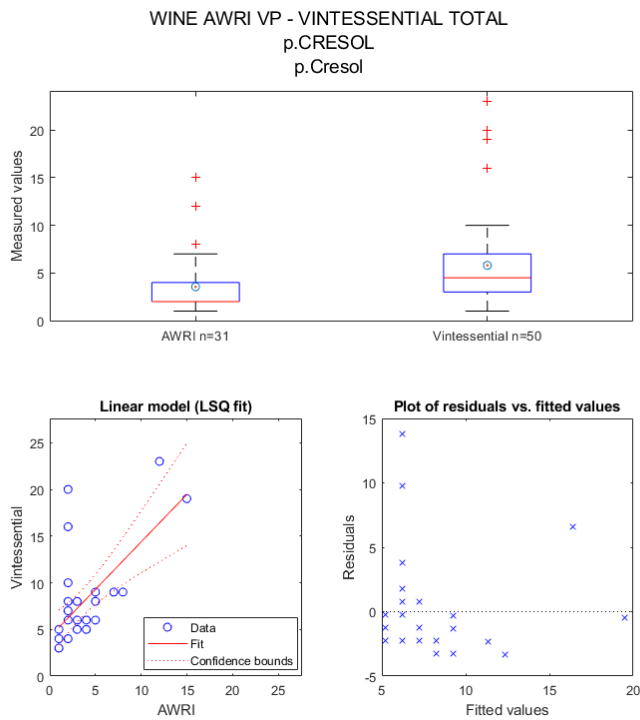 WINE AWRI VP - VINTESSENTIAL TOTAL
p.CRESOL
p.Cresol
Measured values
20
15
10
5
0
AWRI n=31
Vintessential n=50
Linear model (LSQ fit)
Vintessential
25
20
15
10
5
0
Data
Fit
Confidence bounds
0 5 10 15 20 25
AWRI
Plot of residuals vs. fitted values
Residuals
15
10
5
0
-5
5 10 15 20
Fitted values